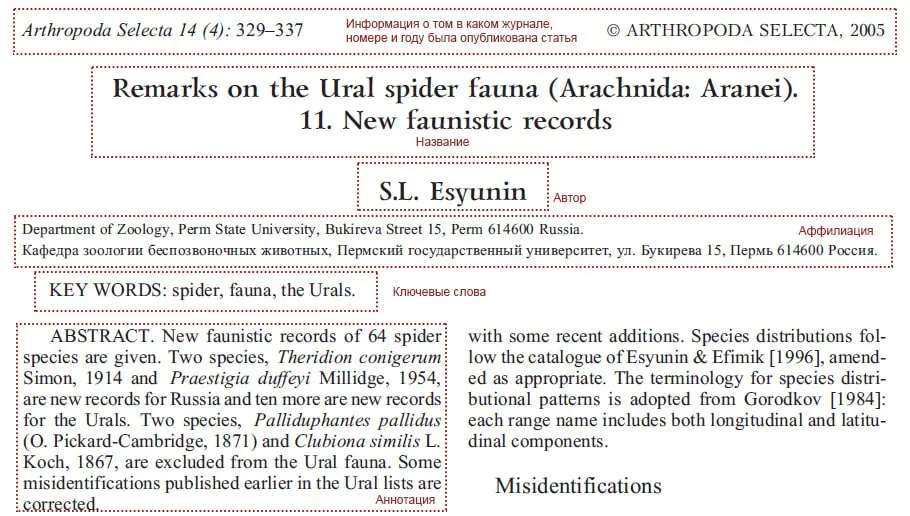 Arthropoda Selecta 14 (4): 329–337
Информация о том в каком журнале,
номере и году была опубликована статья
© ARTHROPODA SELECTA, 2005
Remarks on the Ural spider fauna (Arachnida: Aranei).
11. New faunistic records
Название
S.L. Esyunin
Автор
Department of Zoology, Perm State University, Bukireva Street 15, Perm 614600 Russia.
Аффилиация
Кафедра зоологии беспозвоночных животных, Пермский государственный университет, ул. Букирева 15, Пермь 614600 Россия.
KEY WORDS: spider, fauna, the Urals.
Ключевые слова
ABSTRACT. New faunistic records of 64 spider
species are given. Two species, Theridion conigerum
Simon, 1914 and Praestigia duffeyi Millidge, 1954,
are new records for Russia and ten more are new records
for the Urals. Two species, Palliduphantes pallidus
(O. Pickard-Cambridge, 1871) and Clubiona similis L.
Koch, 1867, are excluded from the Ural fauna. Some
misidentifications published earlier in the Ural lists are
corrected.
Аннотация
with some recent additions. Species distributions fol-
low the catalogue of Esyunin & Efimik [1996], amend-
ed as appropriate. The terminology for species distri-
butional patterns is adopted from Gorodkov [1984]:
each range name includes both longitudinal and latitu-
dinal components.
Misidentifications